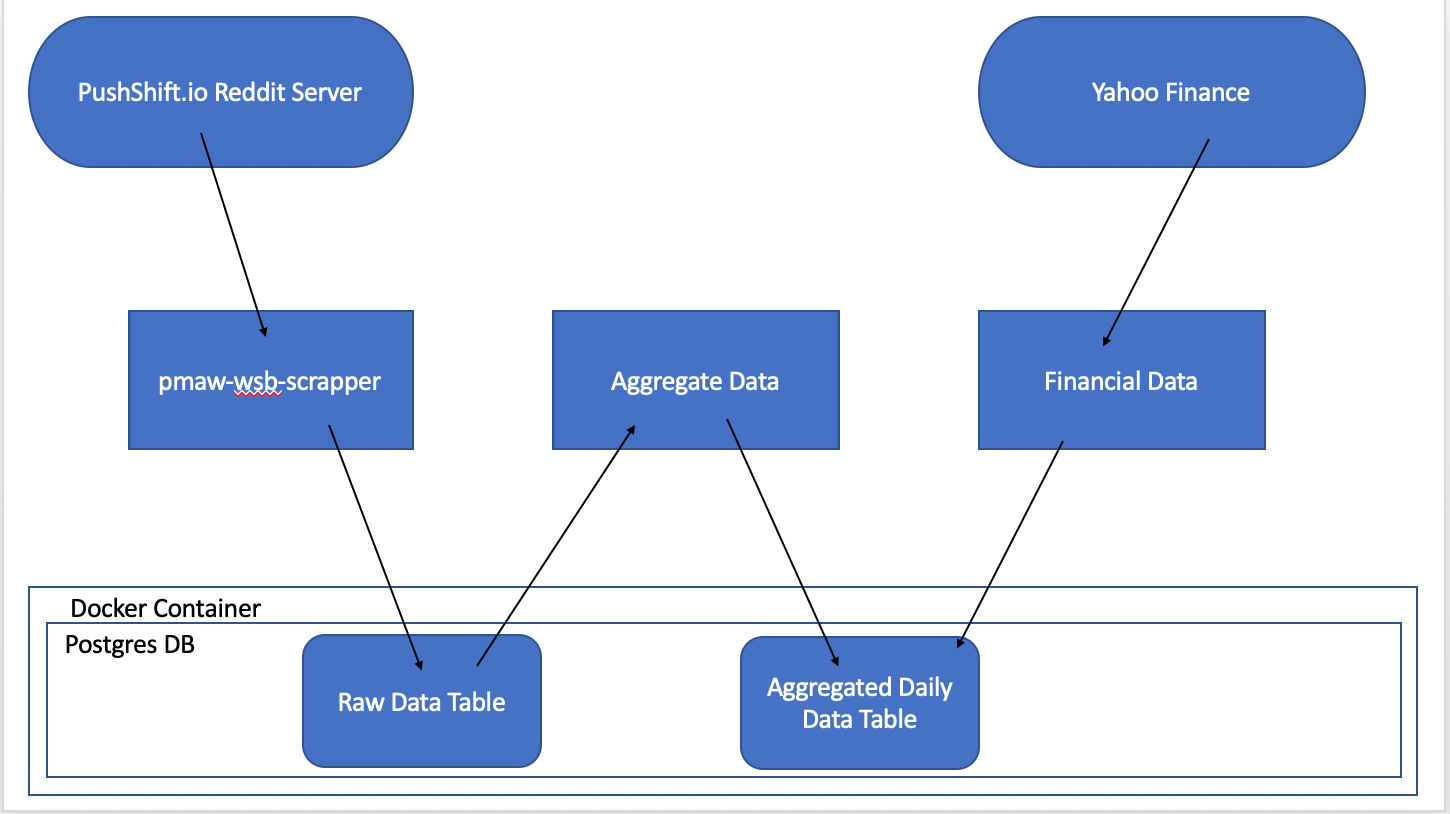 PushShift.io Reddit Server
Yahoo Finance
pmaw-wsb-scrapper
Aggregate Data
Financial Data
Docker Container
Postgres DB
Raw Data Table
Aggregated Daily
Data Table